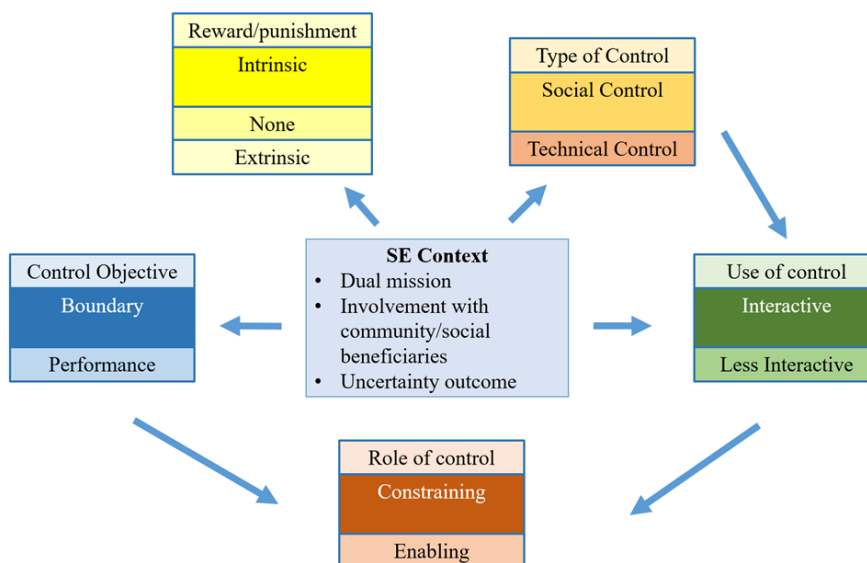 Reward/punishment
Intrinsic
None
Extrinsic
Type of Control
Social Control
Technical Control
SE Context
• Dual mission
• Involvement with
community/social
beneficiaries
• Uncertainty outcome
Control Objective
Boundary
Performance
Use of control
Interactive
Less Interactive
Role of control
Constraining
Enabling